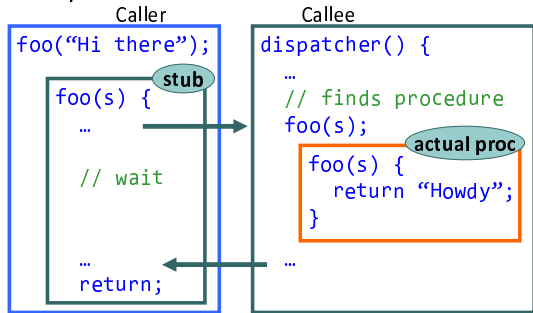 Caller
foo(“Hi there”);
stub
foo(s) {
…
// wait
…
return;
Callee
dispatcher() {
…
// finds procedure
foo(s);
actual proc
foo(s) {
return “Howdy”;
}
…